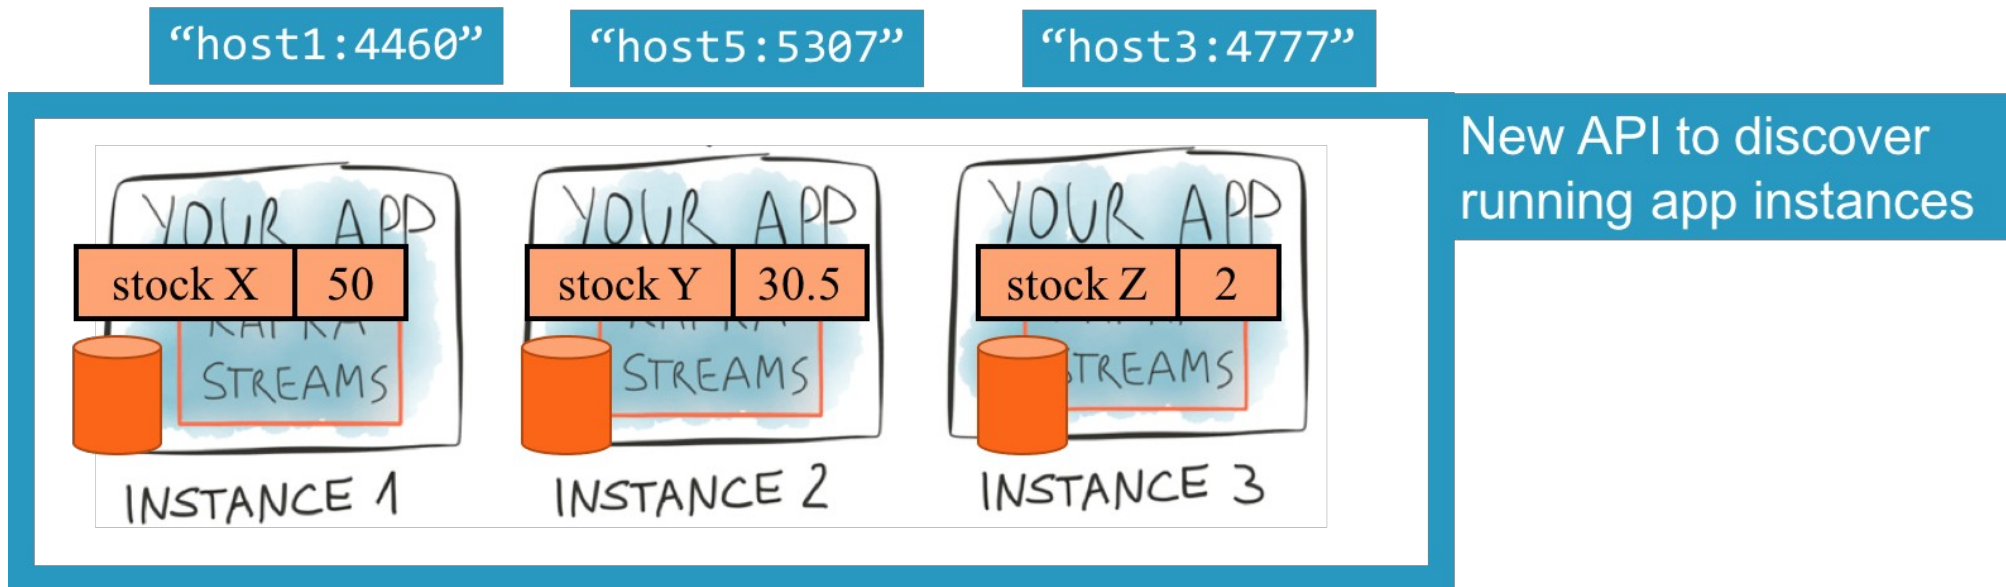 “host1:4460” “host5:5307” “host3:4777”
New API to discover
running app instances
YOUR APP YOUR APP YOUR APP
stock X 50 stock Y 30.5 stock Z 2
STREAMS STREAMS STREAMS
INSTANCE 1 INSTANCE 2 INSTANCE 3